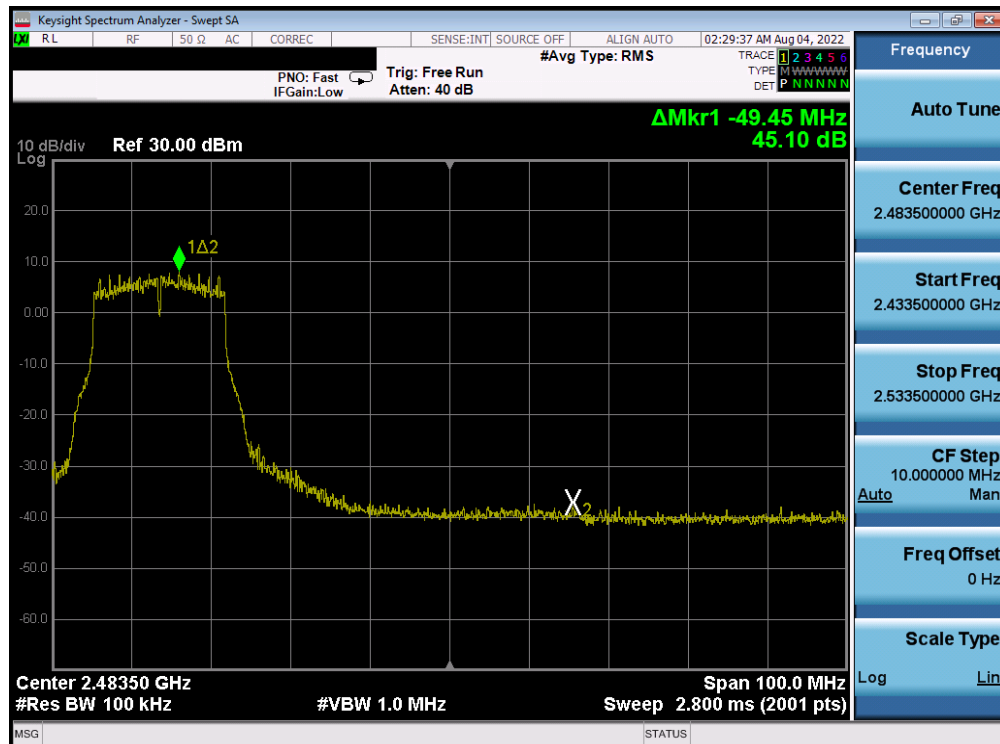 Keysight Spectrum Analyzer - Swept SA
LXI RL RF 50 Ω AC CORREC SENSE:INT SOURCE OFF ALIGN AUTO 02:29:37 AM Aug 04, 2022
Frequency
#Avg Type: RMS
TRACE 1 2 3 4 5 6
PNO: Fast Trig: Free Run TYPE M WWWWW
IFGain:Low Atten: 40 dB DET P N N N N N
Auto Tune
ΔMkr1 -49.45 MHz
10 dB/div Ref 30.00 dBm 45.10 dB
Log
Center Freq
2.483500000 GHz
20.0
1Δ2
10.0
Start Freq
2.433500000 GHz
0.00
-10.0
Stop Freq
2.533500000 GHz
-20.0
CF Step
10.000000 MHz
Auto Man
-30.0
2
-40.0
Freq Offset
0 Hz
-50.0
-60.0
Scale Type
Log Lin
Center 2.48350 GHz Span 100.0 MHz
#Res BW 100 kHz #VBW 1.0 MHz Sweep 2.800 ms (2001 pts)
MSG STATUS